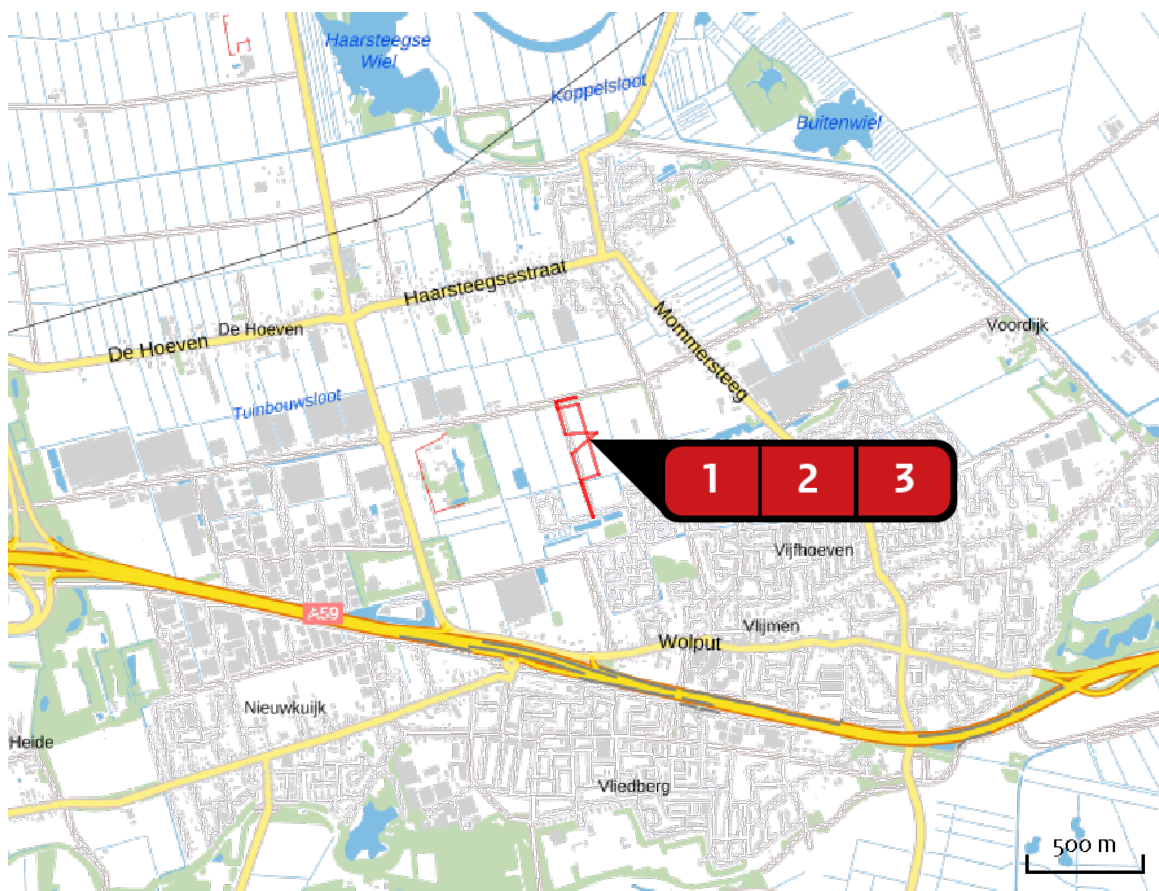 Haarsteegse
Wiel
Koppelsloot
Buitenwiel
Haarsteegsestraat
De Hoeven
De Hoeven
Mommersteeg
Voordijk
Tuinbouwsloot
1 2 3
Vijfhoeven
A59
Vlijmen
Wolput
Nieuwkuijk
Heide
Vliedberg
500 m